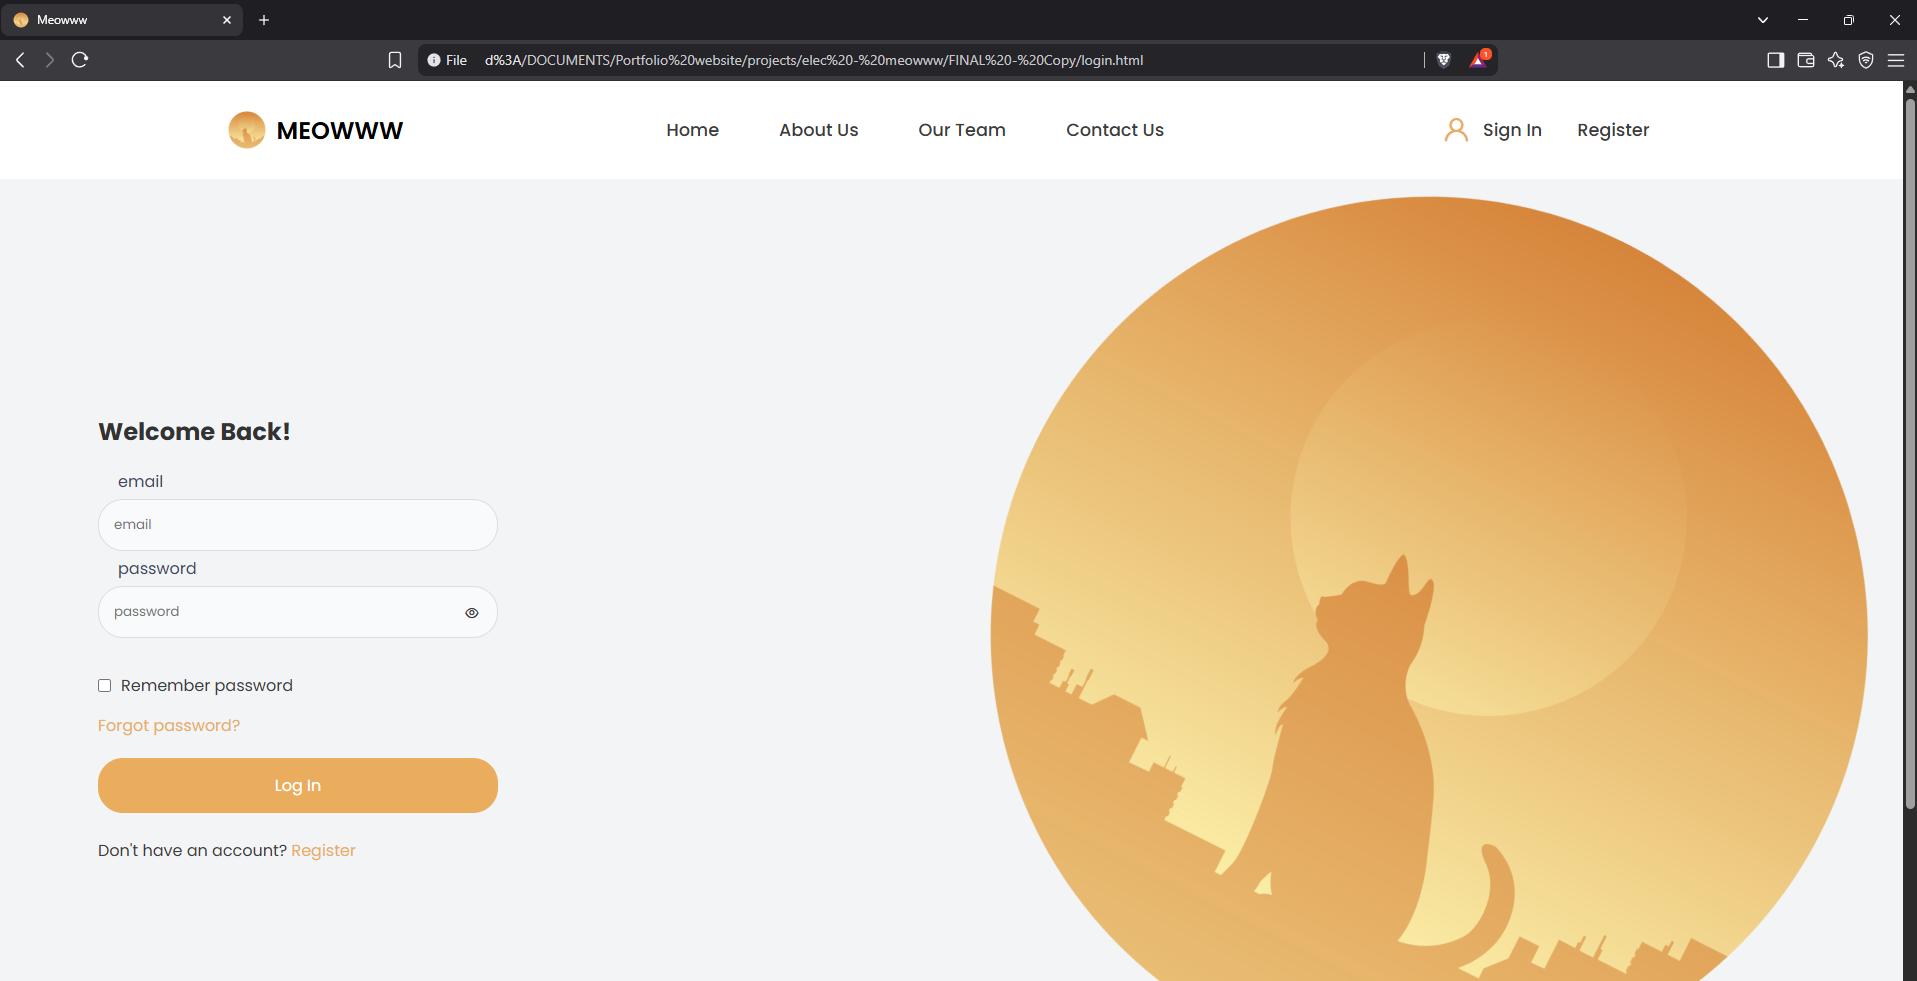 Meowww
File d%3A/DOCUMENTS/Portfolio%20website/projects/elec%20-%20meowww/FINAL%20-%20Copy/login.html
1
MEOWWW Home About Us Our Team Contact Us Sign In Register
Welcome Back!
email
email
password
password
Remember password
Forgot password?
Log In
Don't have an account? Register